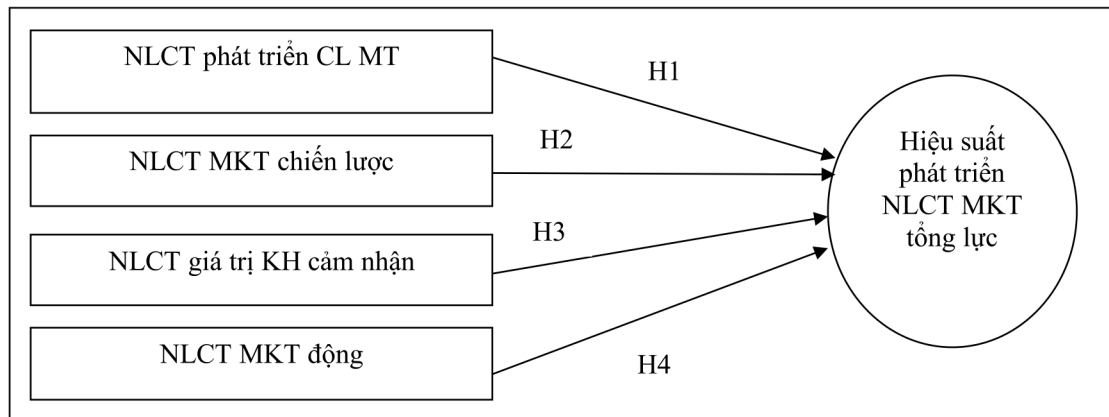 NLCT phát triển CL MT
H1
NLCT MKT chiến lược
H2
NLCT giá trị KH cảm nhận
H3
NLCT MKT động
H4
Hiệu suất
phát triển
NLCT MKT
tổng lực